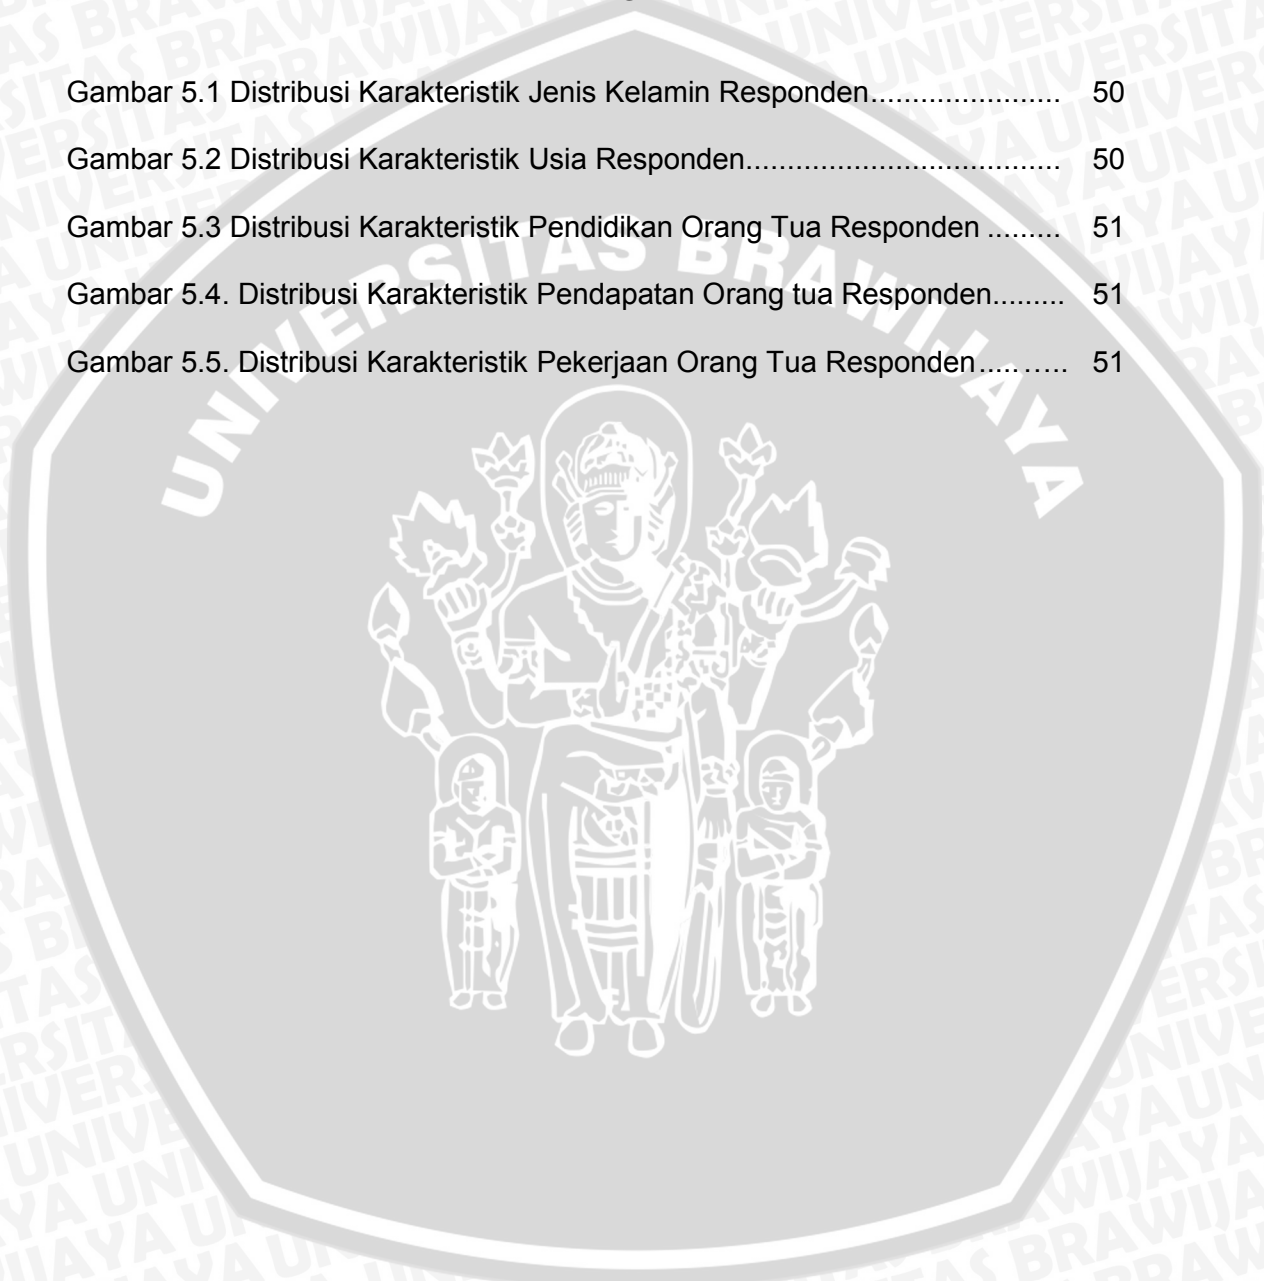 Gambar 5.1 Distribusi Karakteristik Jenis Kelamin Responden....................... 50
Gambar 5.2 Distribusi Karakteristik Usia Responden...................................... 50
Gambar 5.3 Distribusi Karakteristik Pendidikan Orang Tua Responden ......... 51
Gambar 5.4. Distribusi Karakteristik Pendapatan Orang tua Responden......... 51
Gambar 5.5. Distribusi Karakteristik Pekerjaan Orang Tua Responden.......... 51
UNIVERSITAS BRAWIJAYA